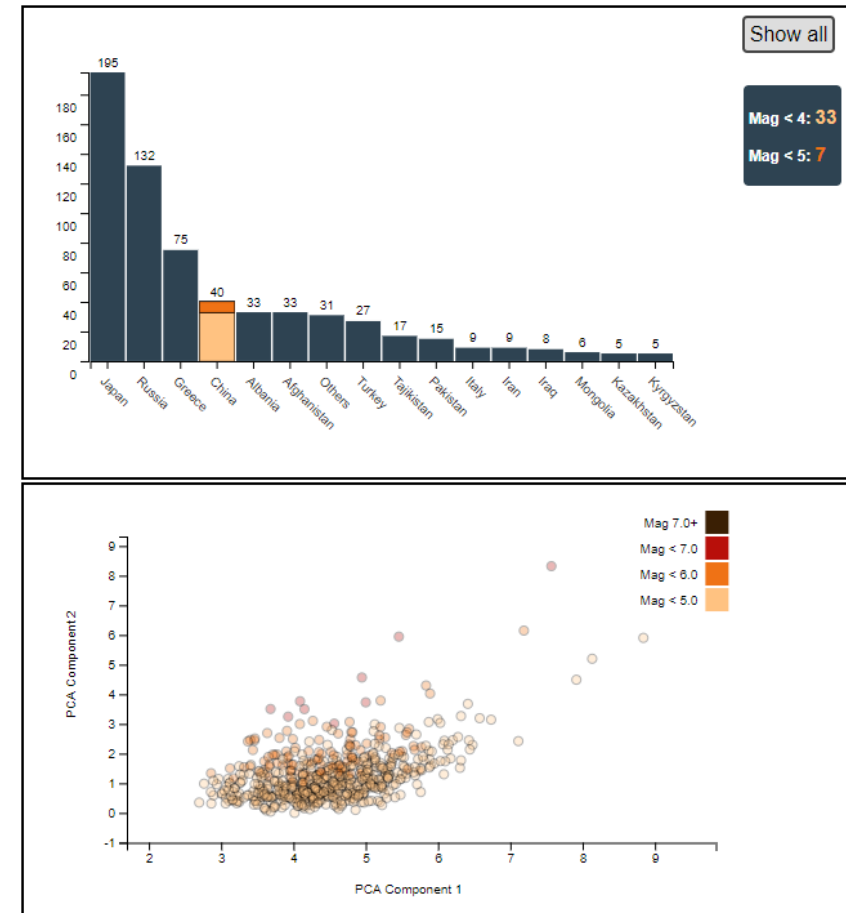 Show all
195
Mag < 4: 33
Mag < 5: 7
180
160
140
120
100
80
60
40
20
0
132
75
40
33
33
31
27
17
15
9
9
8
6
5
5
Japan
Russia
Greece
China
Albania
Afghanistan
Others
Turkey
Tajikistan
Pakistan
Italy
Iran
Iraq
Mongolia
Kazakhstan
Kyrgyzstan
Mag 7.0+
Mag < 7.0
Mag < 6.0
Mag < 5.0
PCA Component 2
9
8
7
6
5
4
3
2
1
0
-1
2
3
4
5
6
7
8
9
PCA Component 1